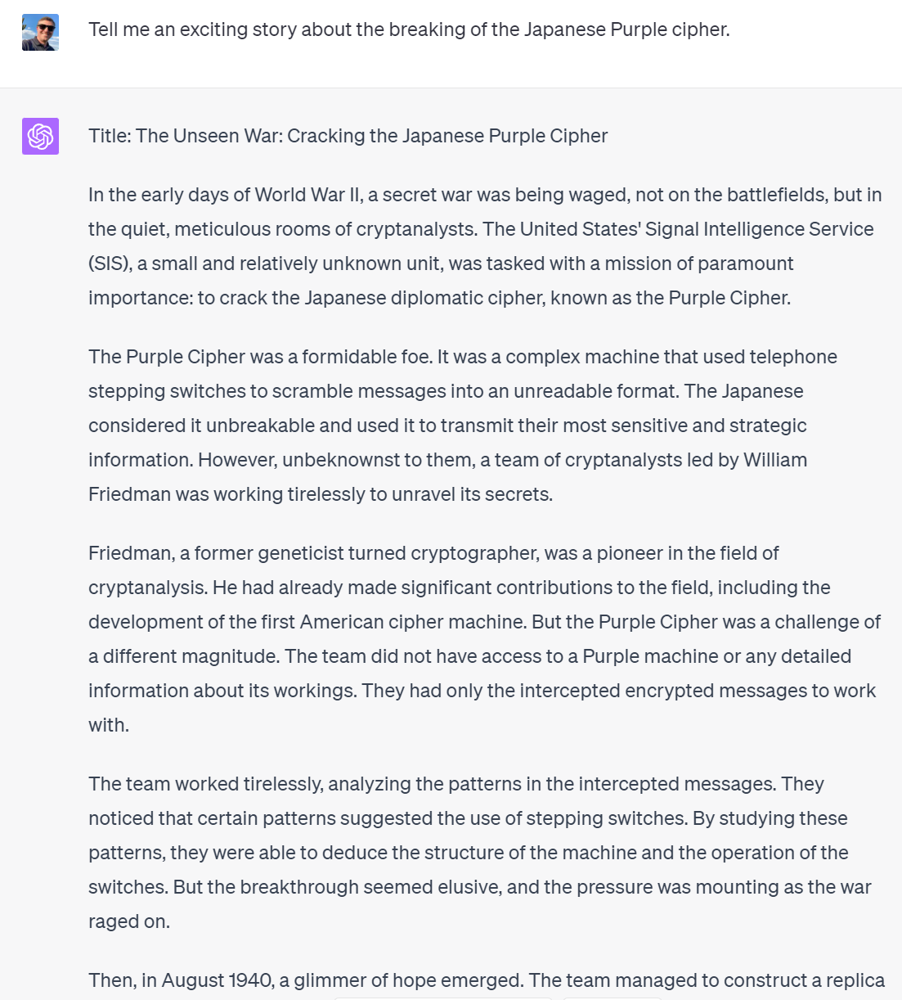 Tell me an exciting story about the breaking of the Japanese Purple cipher.
Title: The Unseen War: Cracking the Japanese Purple Cipher
In the early days of World War II, a secret war was being waged, not on the battlefields, but in
the quiet, meticulous rooms of cryptanalysts. The United States' Signal Intelligence Service
(SIS), a small and relatively unknown unit, was tasked with a mission of paramount
importance: to crack the Japanese diplomatic cipher, known as the Purple Cipher.
The Purple Cipher was a formidable foe. It was a complex machine that used telephone
stepping switches to scramble messages into an unreadable format. The Japanese
considered it unbreakable and used it to transmit their most sensitive and strategic
information. However, unbeknownst to them, a team of cryptanalysts led by William
Friedman was working tirelessly to unravel its secrets.
Friedman, a former geneticist turned cryptographer, was a pioneer in the field of
cryptanalysis. He had already made significant contributions to the field, including the
development of the first American cipher machine. But the Purple Cipher was a challenge of
a different magnitude. The team did not have access to a Purple machine or any detailed
information about its workings. They had only the intercepted encrypted messages to work
with.
The team worked tirelessly, analyzing the patterns in the intercepted messages. They
noticed that certain patterns suggested the use of stepping switches. By studying these
patterns, they were able to deduce the structure of the machine and the operation of the
switches. But the breakthrough seemed elusive, and the pressure was mounting as the war
raged on.
Then, in August 1940, a glimmer of hope emerged. The team managed to construct a replica